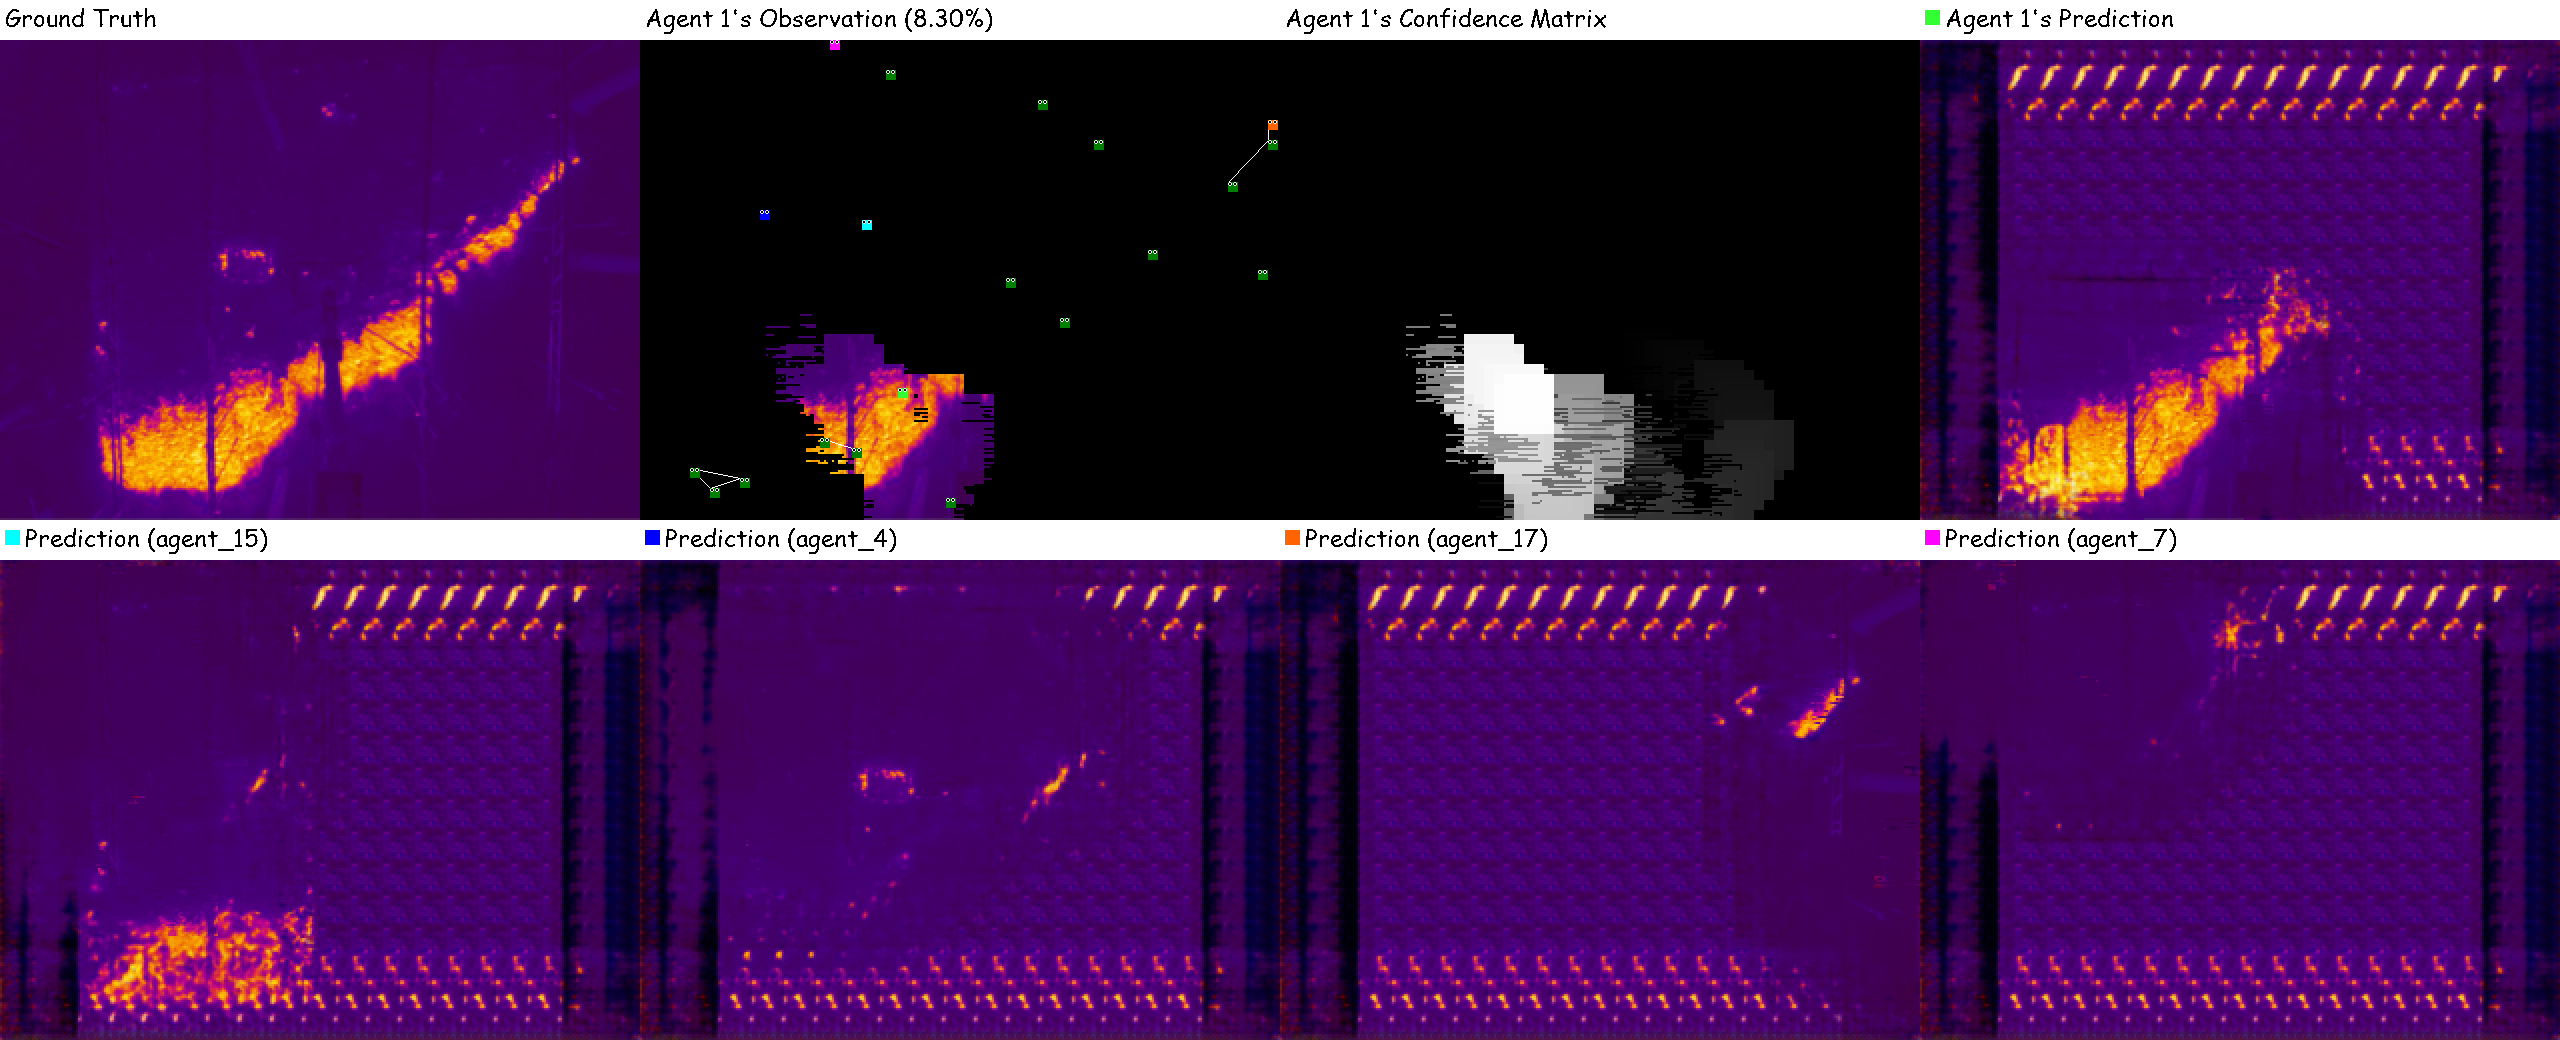 Ground Truth
Agent 1's Observation (8.30%)
Agent 1's Confidence Matrix
Agent 1's Prediction
Prediction (agent_15)
Prediction (agent_4)
Prediction (agent_17)
Prediction (agent_7)